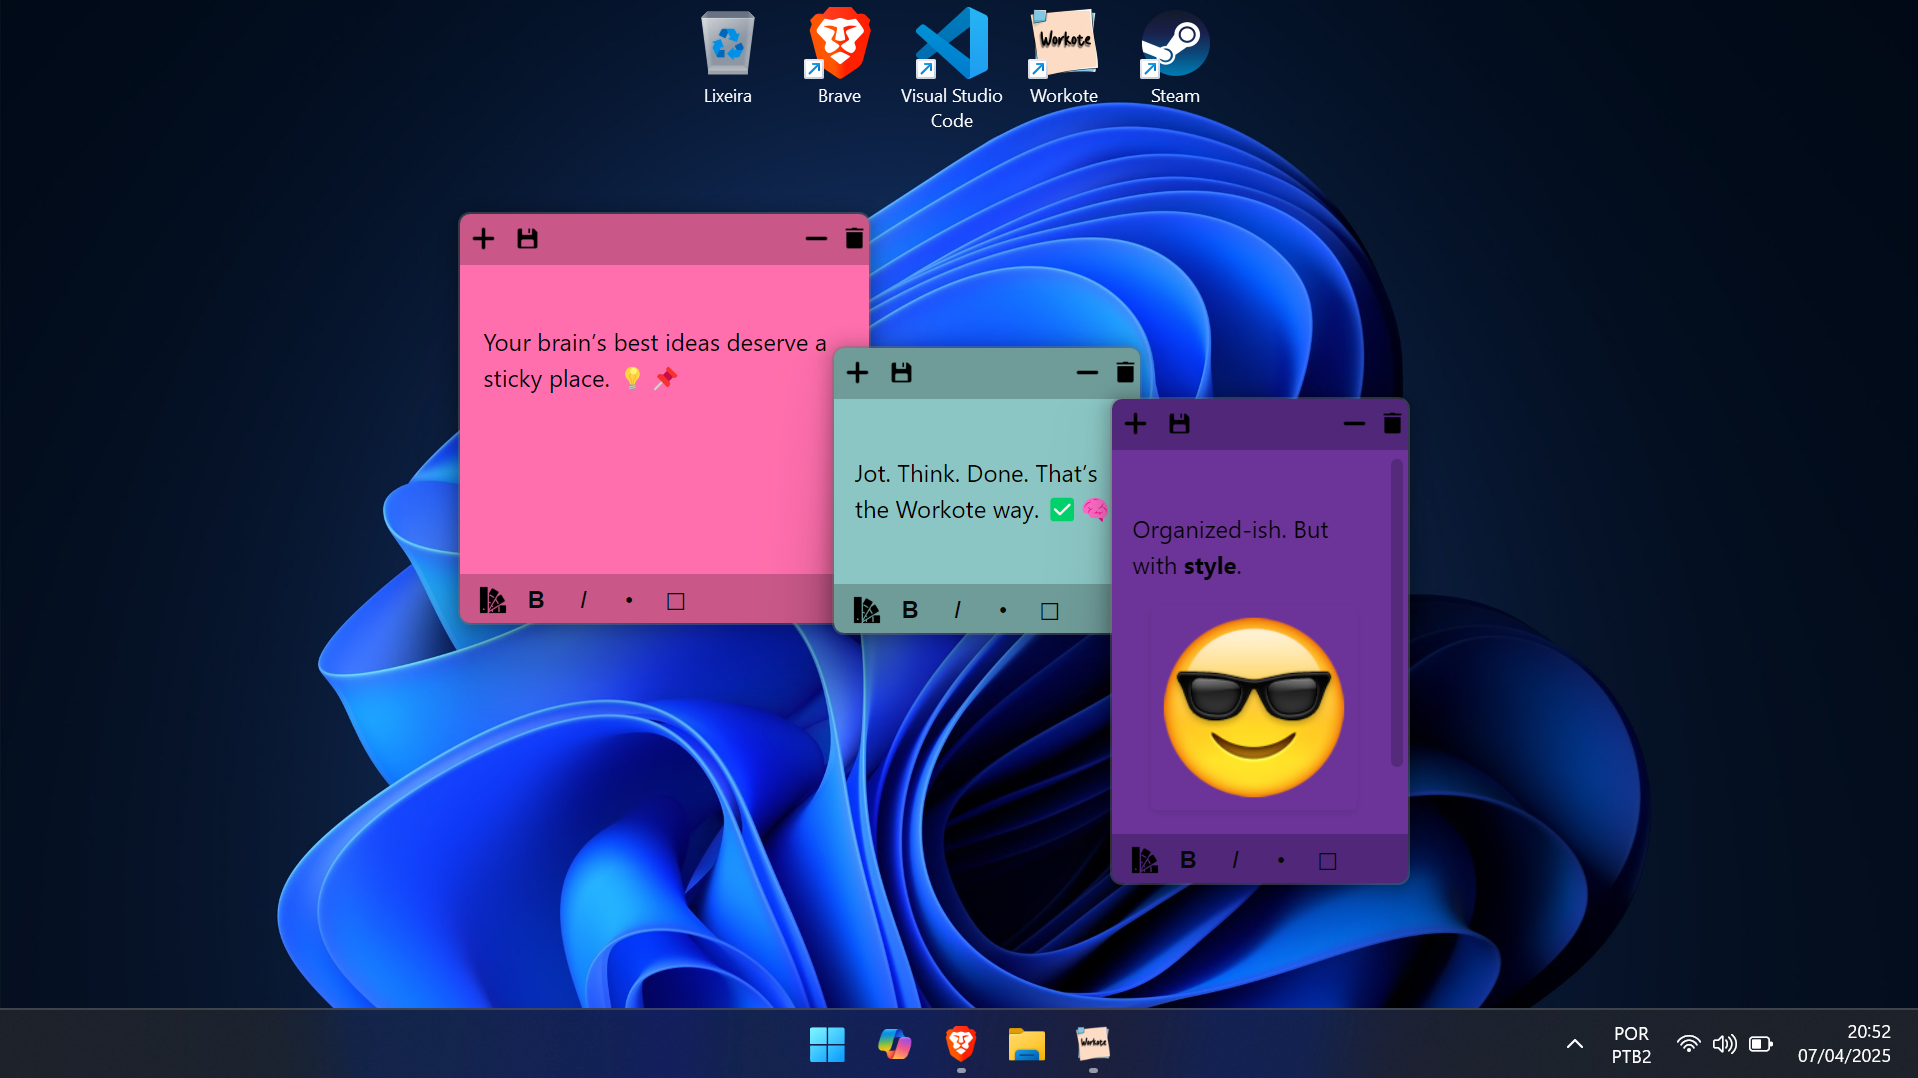 Lixeira
Brave
Visual Studio
Code
Workote
Workote
Steam
Your brain’s best ideas deserve a
sticky place. 💡 📌
B I • □
Jot. Think. Done. That’s
the Workote way. ✅ 🧠
B I • □
Organized-ish. But
with style.
B I • □
Workote
POR
PTB2
20:52
07/04/2025